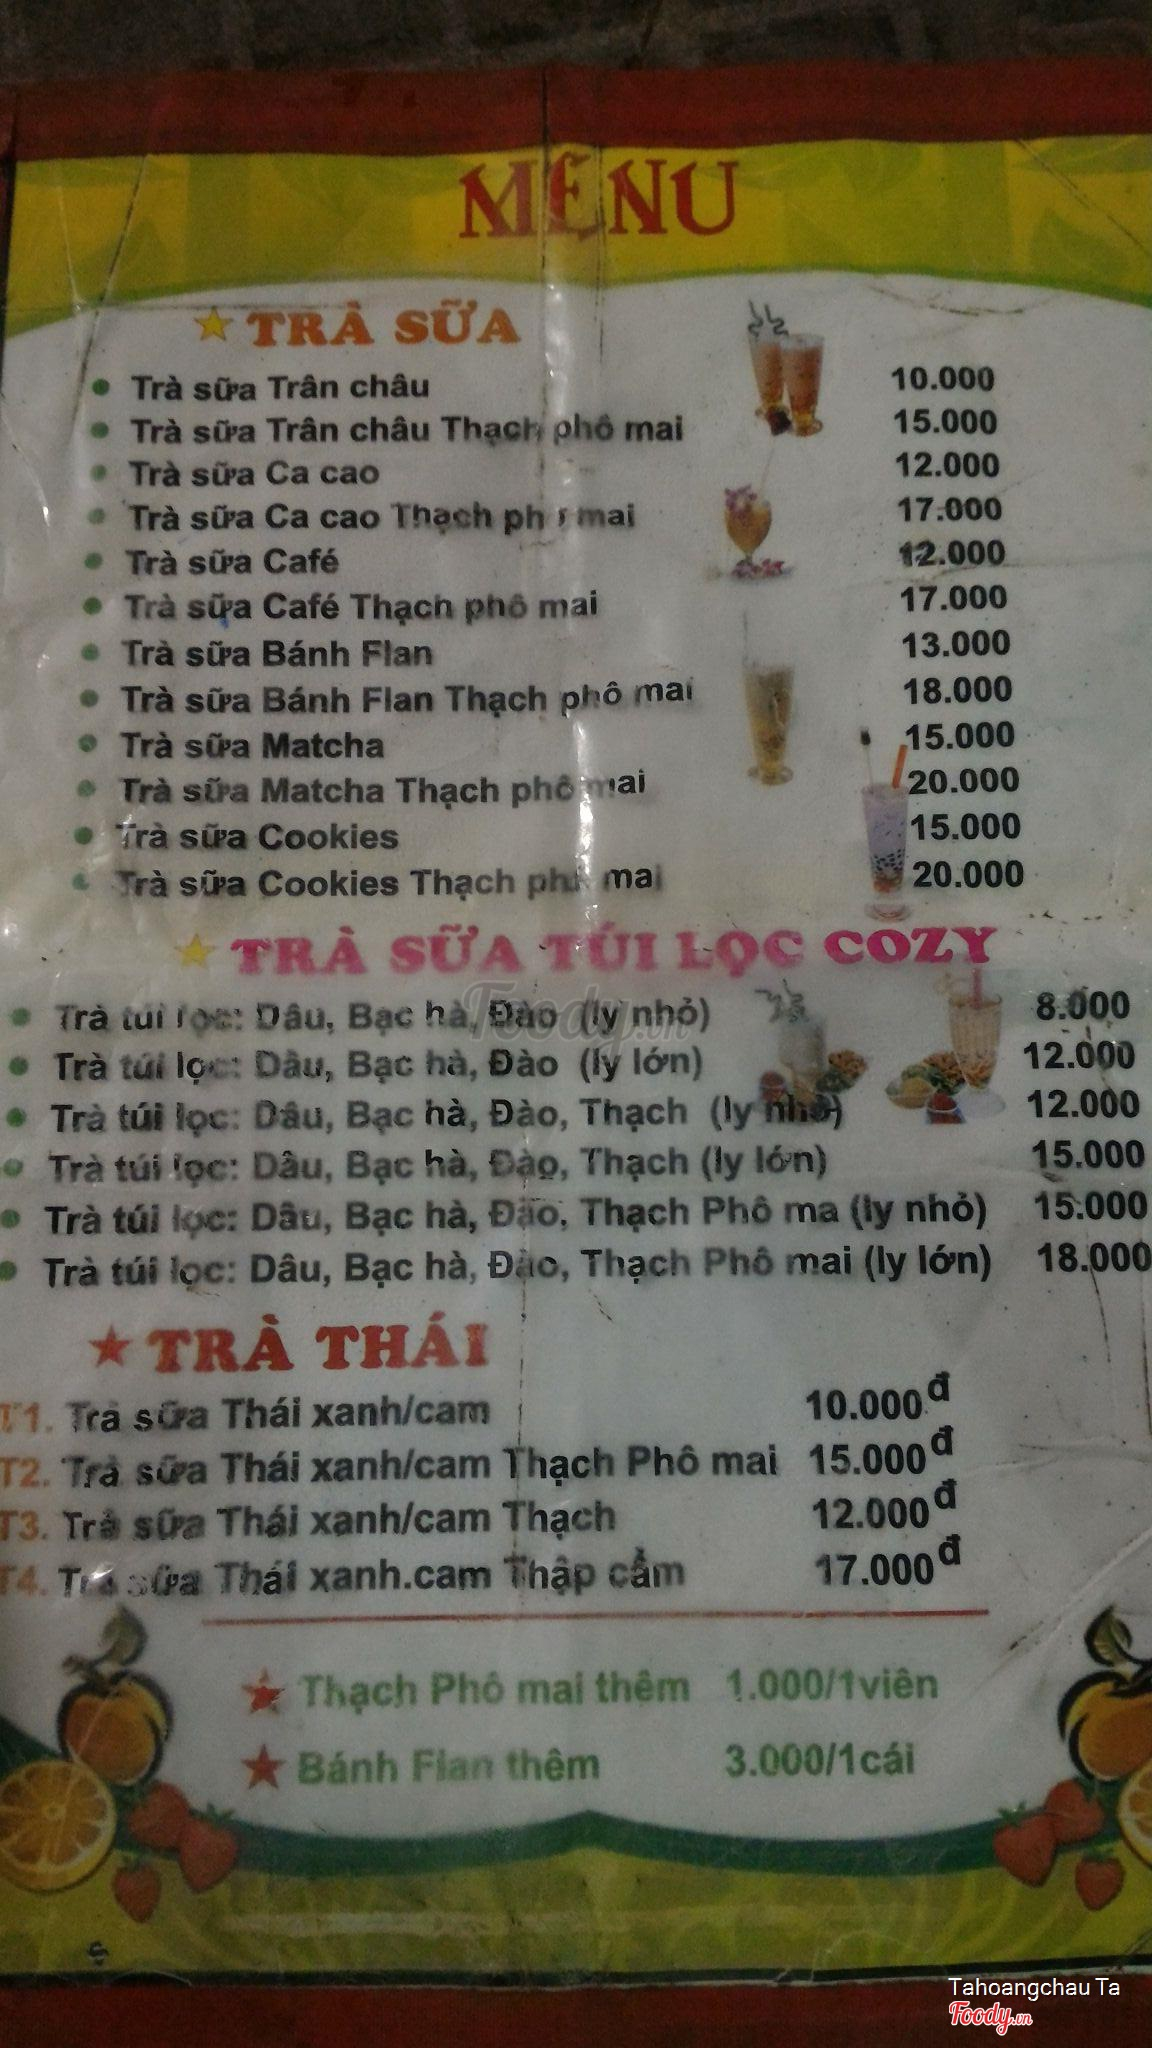 MENU
TRÀ SỮA
Trà sữa Trân châu 10.000
Trà sữa Trân châu Thạch phô mai 15.000
Trà sữa Ca cao 12.000
Trà sữa Ca cao Thạch phô mai 17.000
Trà sữa Café 12.000
Trà sữa Café Thạch phô mai 17.000
Trà sữa Bánh Flan 13.000
Trà sữa Bánh Flan Thạch phô mai 18.000
Trà sữa Matcha 15.000
Trà sữa Matcha Thạch phô mai 20.000
Trà sữa Cookies 15.000
Trà sữa Cookies Thạch phô mai 20.000
TRÀ SỮA TÚI LỌC COZY
Trà túi lọc: Dâu, Bạc hà, Đào (ly nhỏ) 8.000
Trà túi lọc: Dâu, Bạc hà, Đào (ly lớn) 12.000
Trà túi lọc: Dâu, Bạc hà, Đào, Thạch (ly nhỏ) 12.000
Trà túi lọc: Dâu, Bạc hà, Đào, Thạch (ly lớn) 15.000
Trà túi lọc: Dâu, Bạc hà, Đào, Thạch Phô ma (ly nhỏ) 15.000
Trà túi lọc: Dâu, Bạc hà, Đào, Thạch Phô mai (ly lớn) 18.000
TRÀ THÁI
T1. Trà sữa Thái xanh/cam 10.000đ
T2. Trà sữa Thái xanh/cam Thạch Phô mai 15.000đ
T3. Trà sữa Thái xanh/cam Thạch 12.000đ
T4. Trà sữa Thái xanh.cam Thập cẩm 17.000đ
Thạch Phô mai thêm 1.000/1viên
Bánh Flan thêm 3.000/1cái
Foody.vn
Tahoangchau Ta
Foody.vn